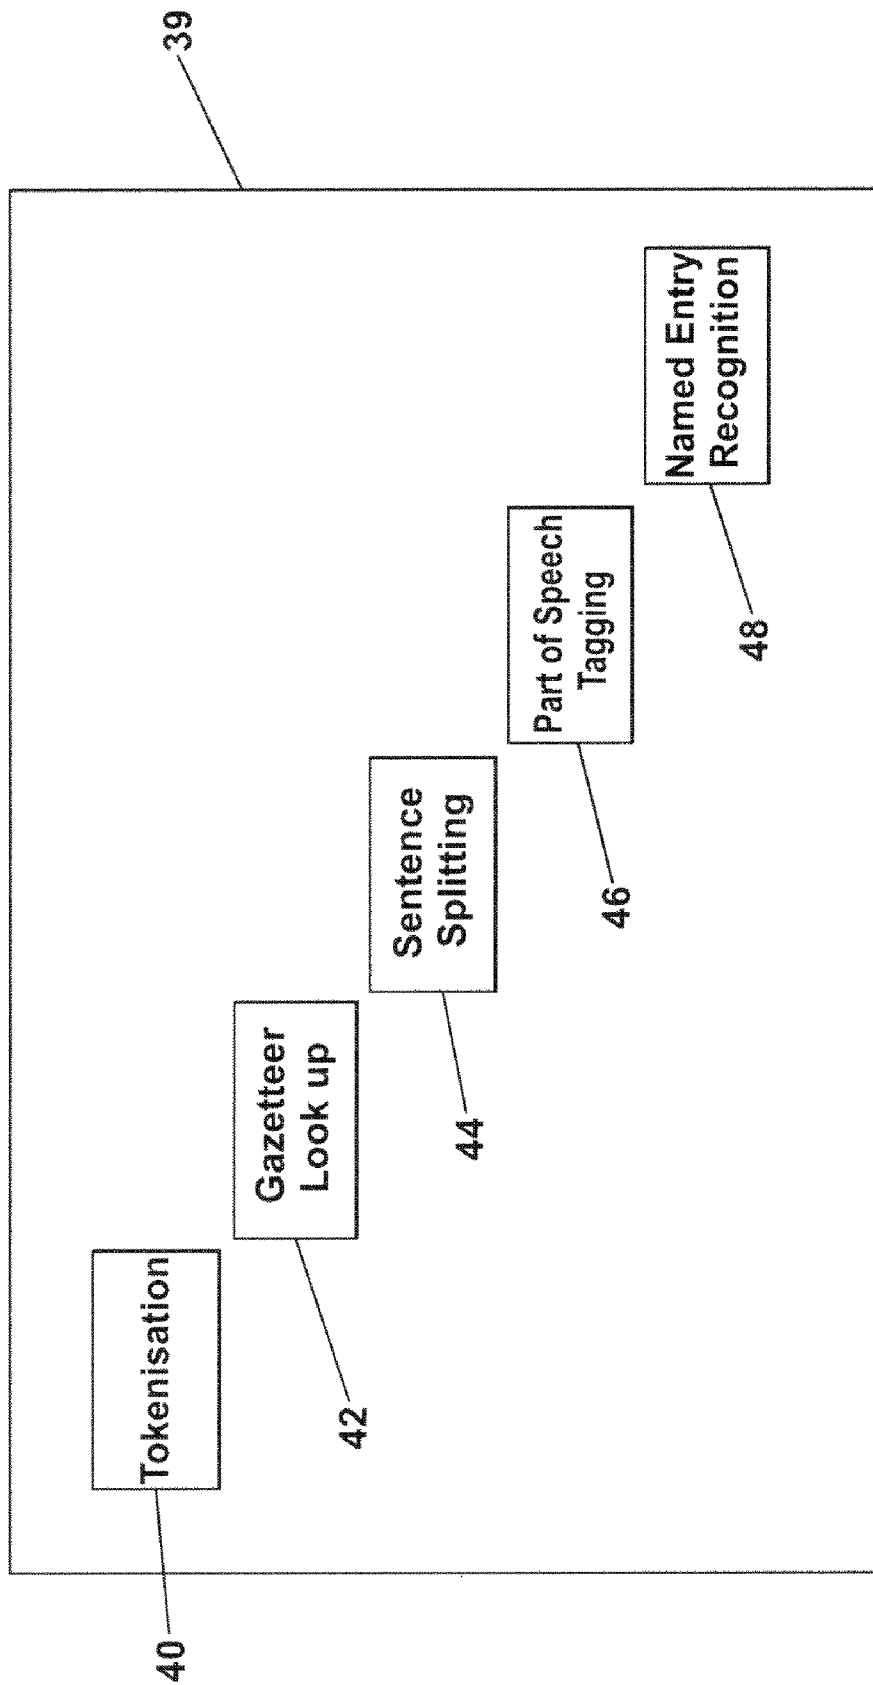 39
Tokenisation
40
Gazetteer
Look up
42
Sentence
Splitting
44
Part of Speech
Tagging
46
Named Entry
Recognition
48